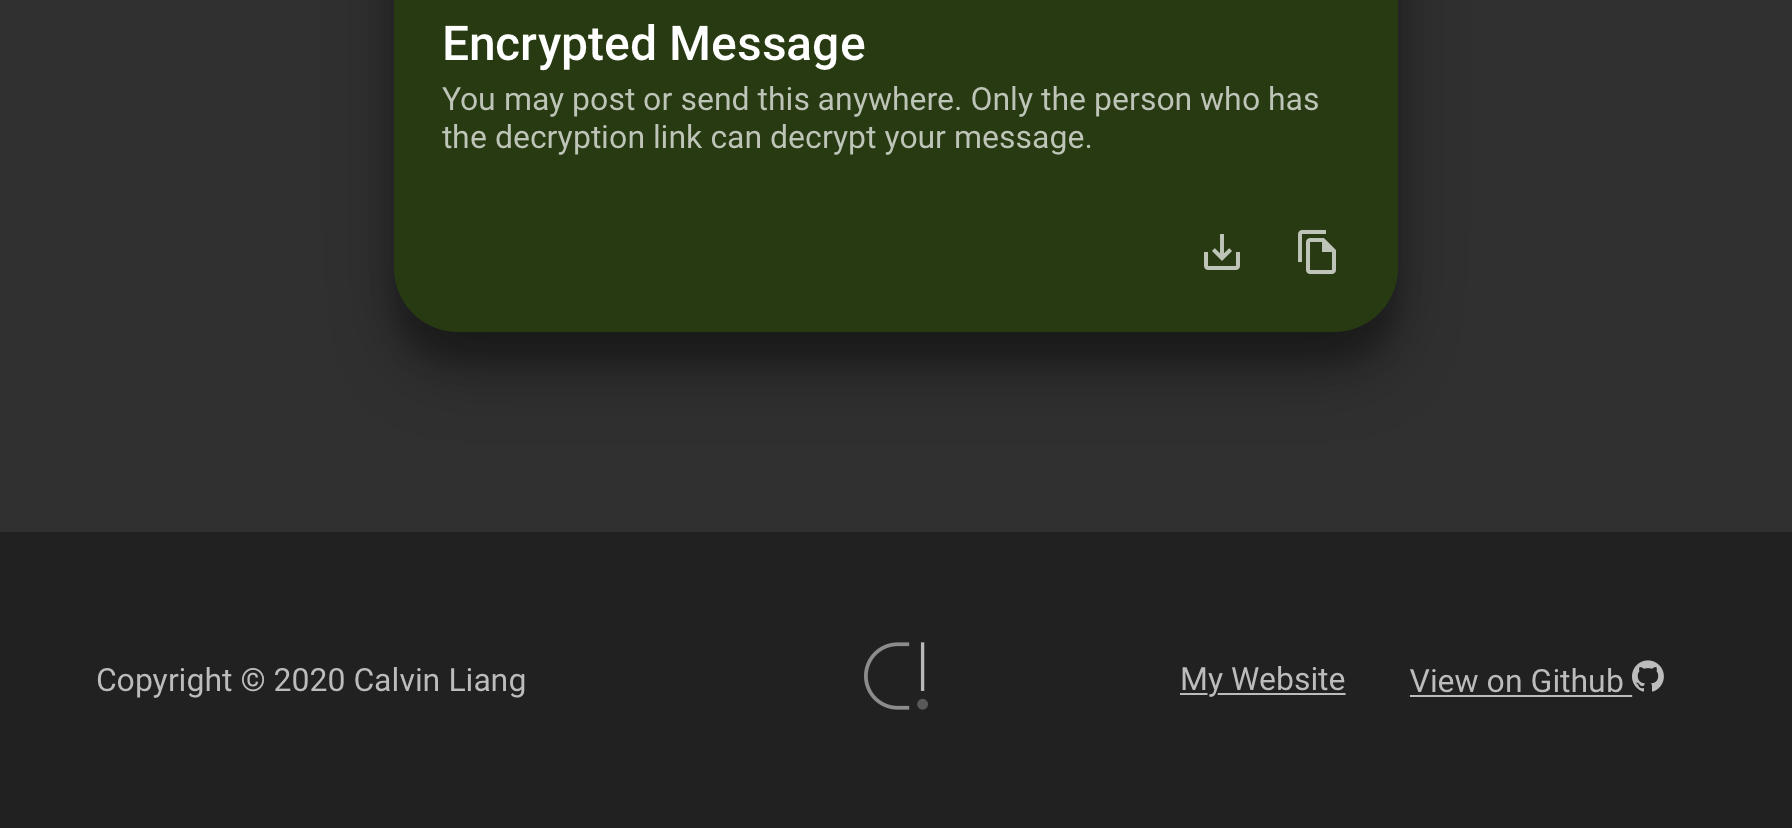 Encrypted Message
You may post or send this anywhere. Only the person who has
the decryption link can decrypt your message.
Copyright © 2020 Calvin Liang
My Website
View on Github